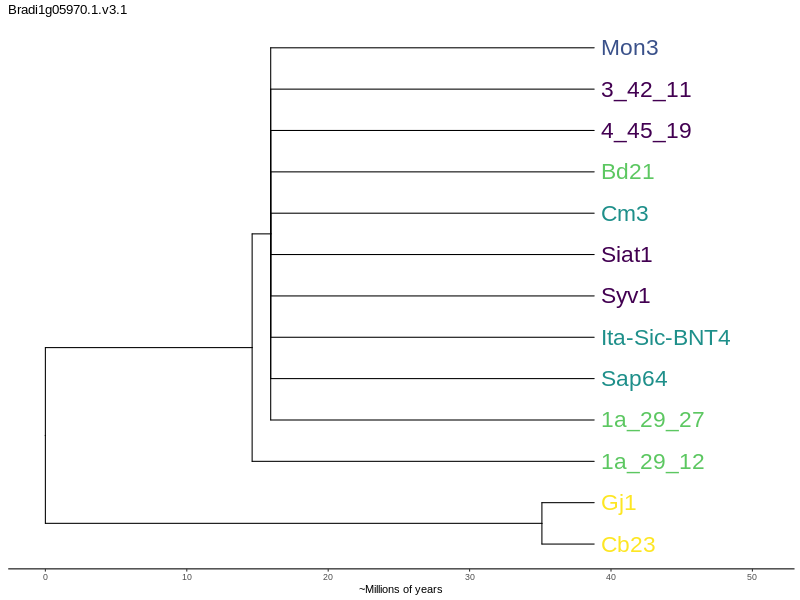 Bradi1g05970.1.v3.1
Mon3
3_42_11
4_45_19
Bd21
Cm3
Siat1
Syv1
Ita-Sic-BNT4
Sap64
1a_29_27
1a_29_12
Gj1
Cb23
0 10 20 30 40 50
~Millions of years